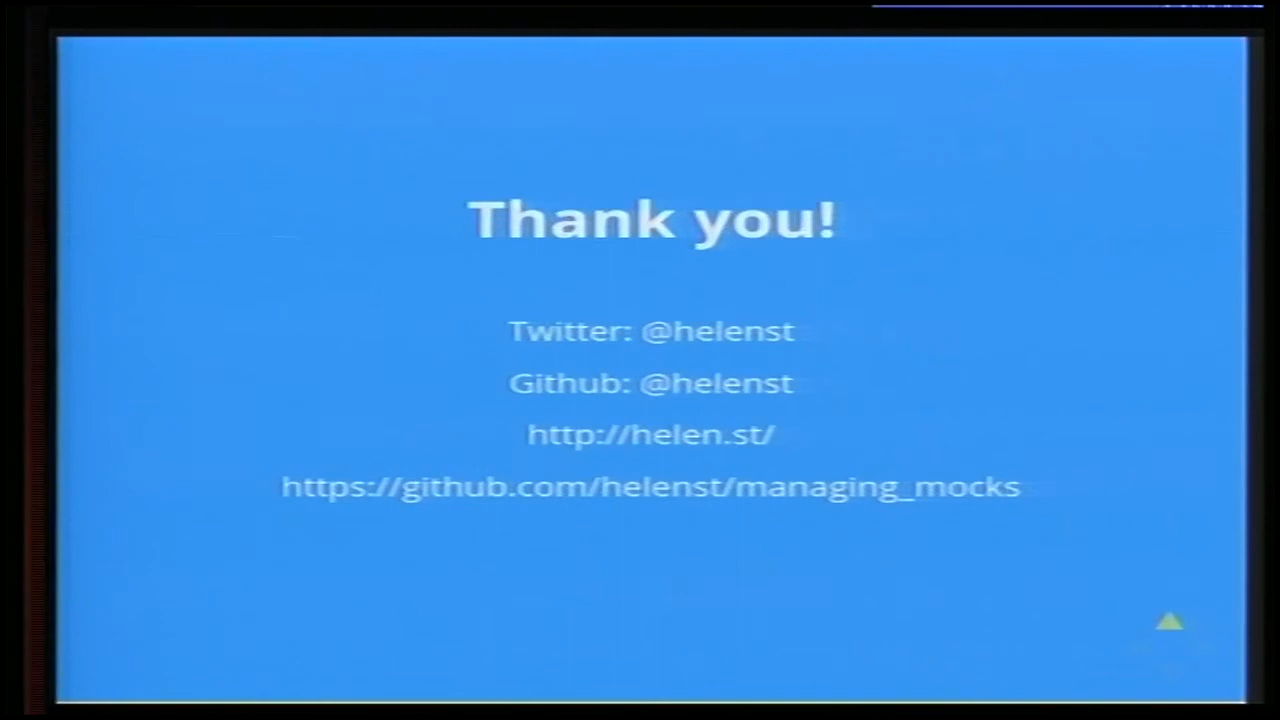 Thank you!
Twitter: @helenst
Github: @helenst
http://helen.st/
https://github.com/helenst/managing_mocks